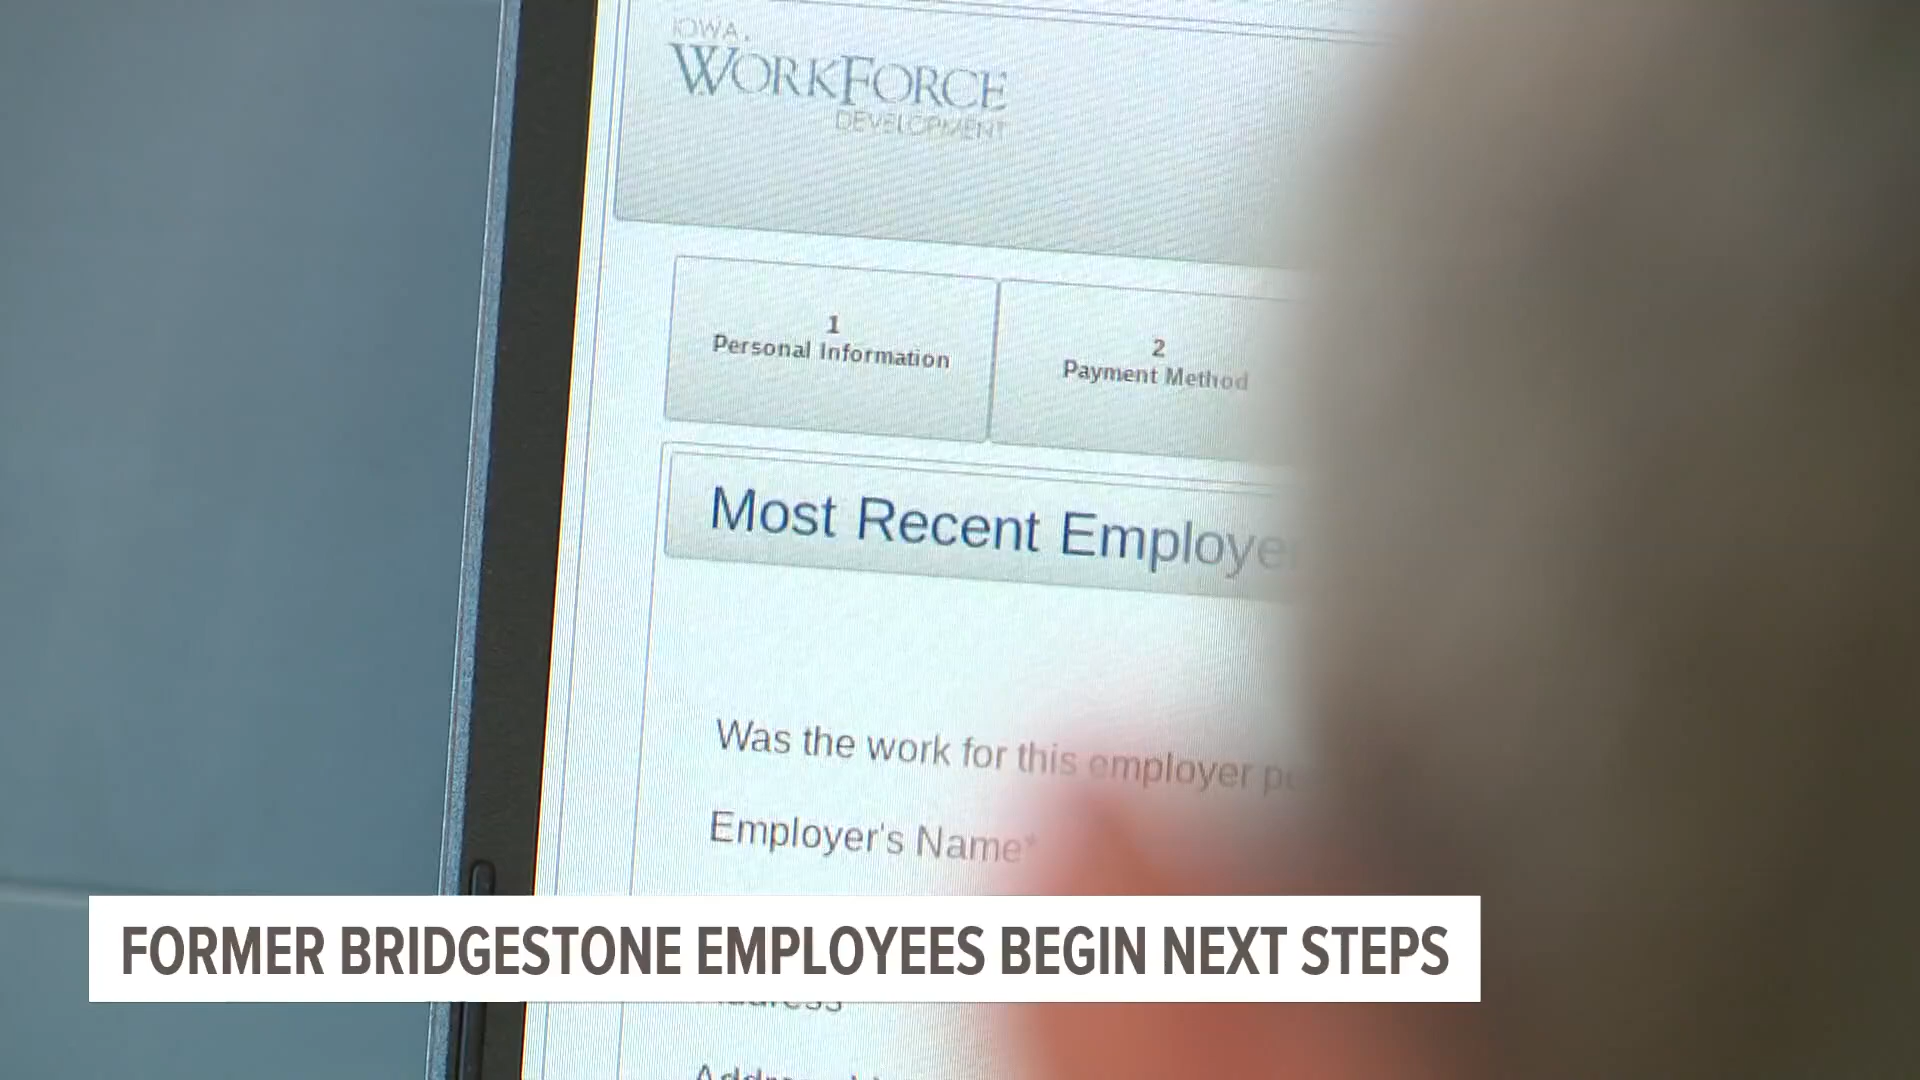 IOWA
WORKFORCE
DEVELOPMENT
1
Personal Information
2
Payment Method
Most Recent Employe
Was the work for this employer
Employer's Name*
FORMER BRIDGESTONE EMPLOYEES BEGIN NEXT STEPS